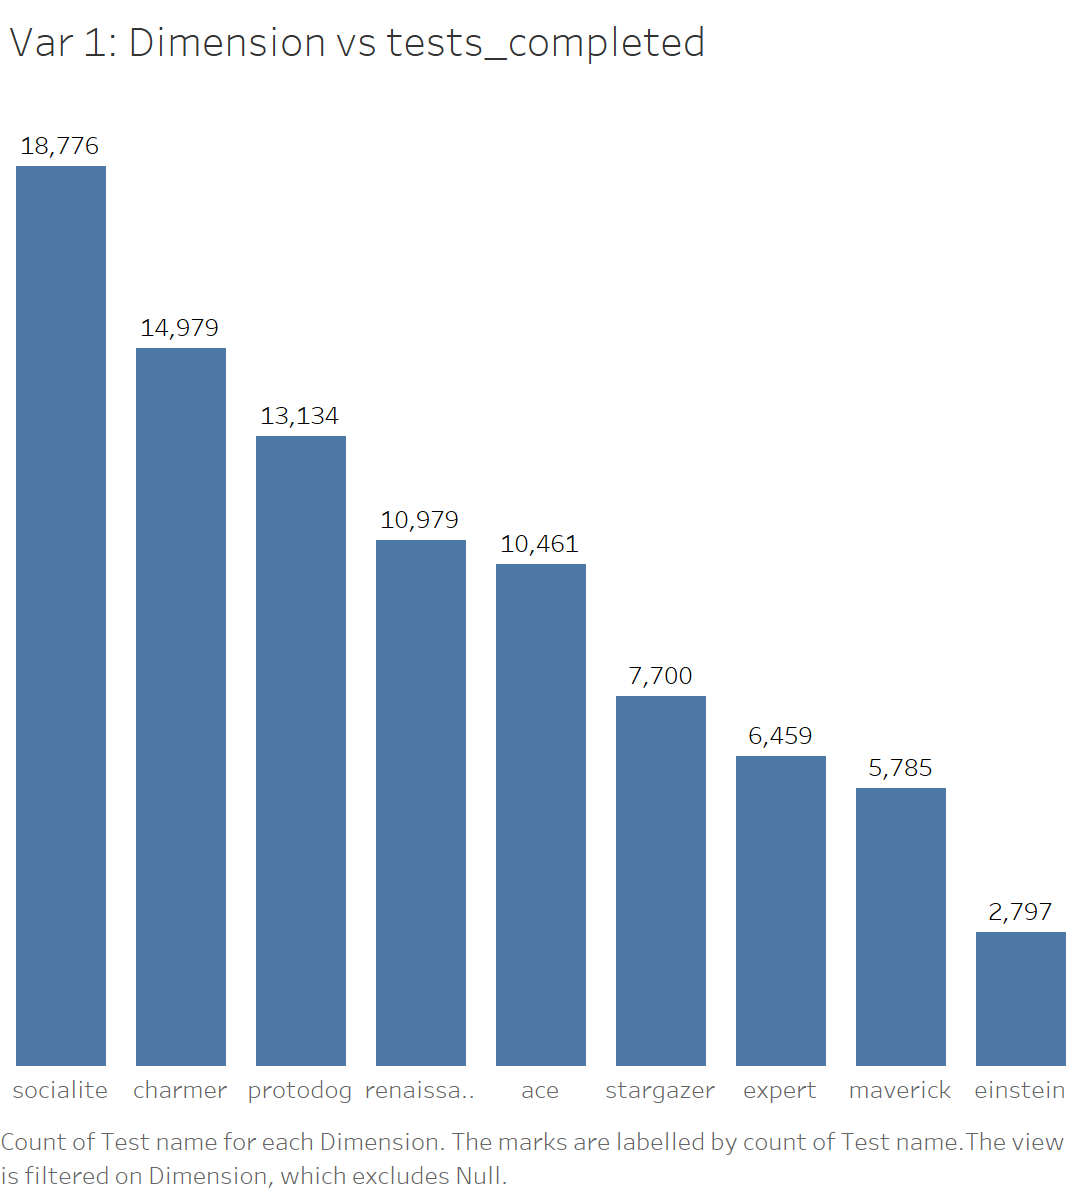 Var 1: Dimension vs tests_completed
18,776
14,979
13,134
10,979
10,461
7,700
6,459
5,785
2,797
socialite charmer protodog renaissa.. ace stargazer expert maverick einstein
Count of Test name for each Dimension. The marks are labelled by count of Test name.The view
is filtered on Dimension, which excludes Null.